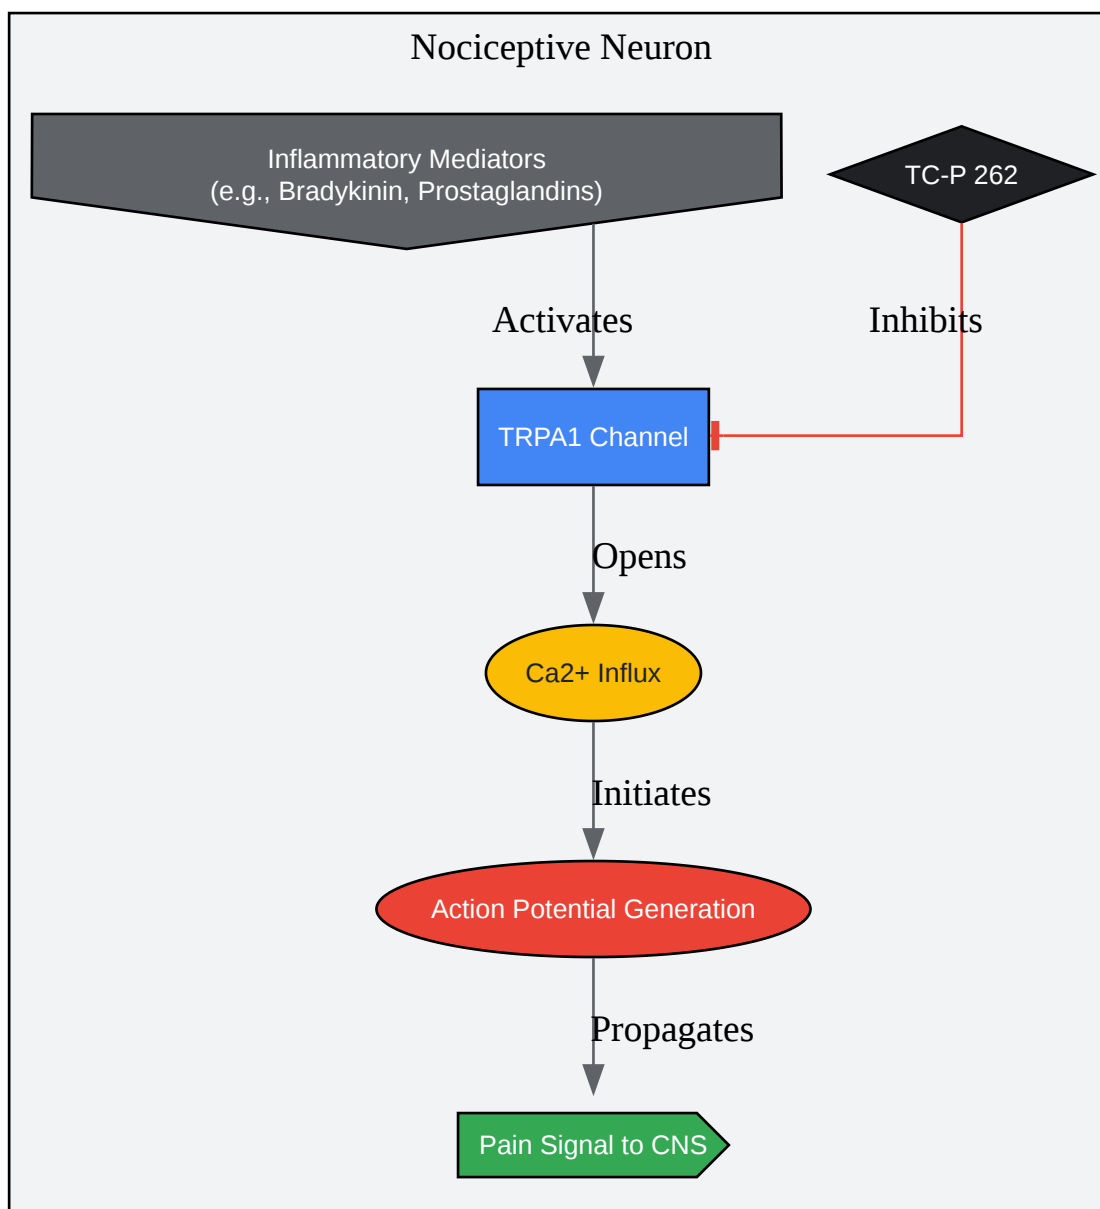 Nociceptive Neuron
Inflammatory Mediators
(e.g., Bradykinin, Prostaglandins)
TC-P 262
Activates
Inhibits
TRPA1 Channel
Opens
Ca2+ Influx
Initiates
Action Potential Generation
Propagates
Pain Signal to CNS